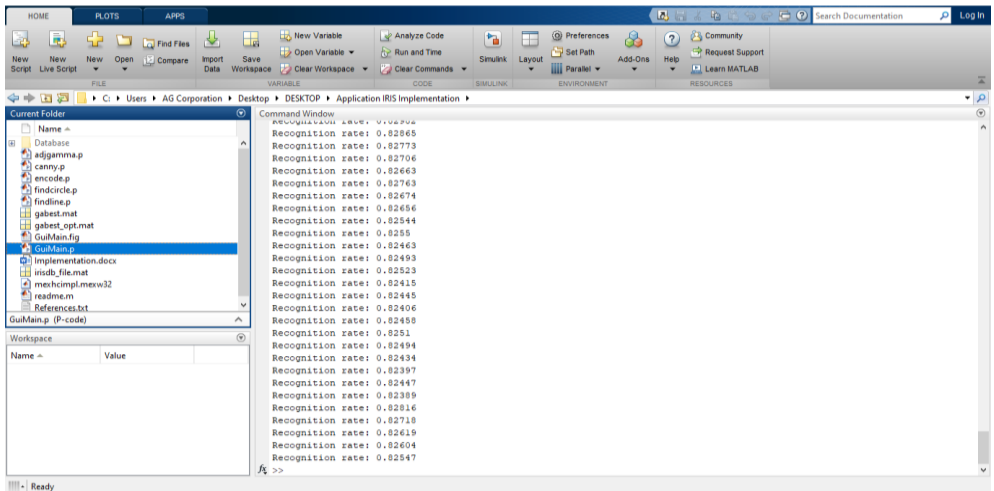 HOME PLOTS APPS Search Documentation Log In
New Script
New Live Script
New
Open
Find Files
Compare
Import Data
Save Workspace
New Variable
Open Variable
Clear Workspace
Analyze Code
Run and Time
Clear Commands
Simulink
Layout
Preferences
Set Path
Parallel
Add-Ons
Help
Community
Request Support
Learn MATLAB
FILE VARIABLE CODE SIMULINK ENVIRONMENT RESOURCES
C: Users AG Corporation Desktop DESKTOP Application IRIS Implementation
Current Folder
Name
Database
adjgamma.p
canny.p
encode.p
findcircle.p
findline.p
gabest.mat
gabest_opt.mat
GuiMain.fig
GuiMain.p
Implementation.docx
irisdb_file.mat
mexhcimpl.mexw32
readme.m
References.txt
GuiMain.p (P-code)
Workspace
Name Value
Command Window
Recognition rate: 0.82902
Recognition rate: 0.82865
Recognition rate: 0.82773
Recognition rate: 0.82706
Recognition rate: 0.82663
Recognition rate: 0.82763
Recognition rate: 0.82674
Recognition rate: 0.82656
Recognition rate: 0.82544
Recognition rate: 0.8255
Recognition rate: 0.82463
Recognition rate: 0.82493
Recognition rate: 0.82523
Recognition rate: 0.82415
Recognition rate: 0.82445
Recognition rate: 0.82406
Recognition rate: 0.82458
Recognition rate: 0.8251
Recognition rate: 0.82494
Recognition rate: 0.82434
Recognition rate: 0.82397
Recognition rate: 0.82447
Recognition rate: 0.82389
Recognition rate: 0.82816
Recognition rate: 0.82718
Recognition rate: 0.82619
Recognition rate: 0.82604
Recognition rate: 0.82547
fx >>
Ready